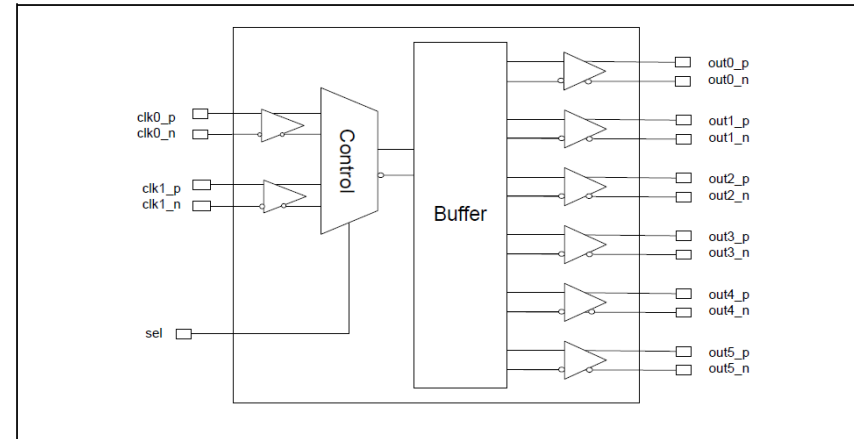 clk0_p
clk0_n
clk1_p
clk1_n
sel
Control
Buffer
out0_p
out0_n
out1_p
out1_n
out2_p
out2_n
out3_p
out3_n
out4_p
out4_n
out5_p
out5_n